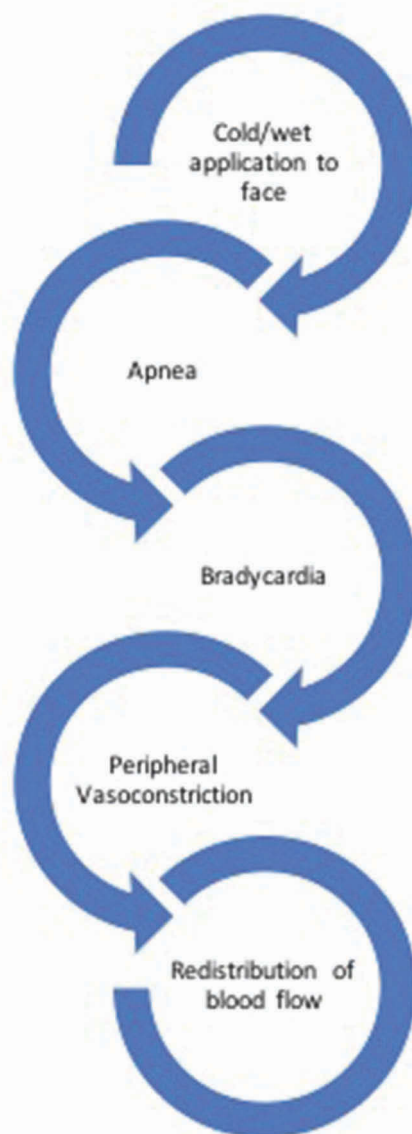 Cold/wet
application to
face
Apnea
Bradycardia
Peripheral
Vasoconstriction
Redistribution of
blood flow